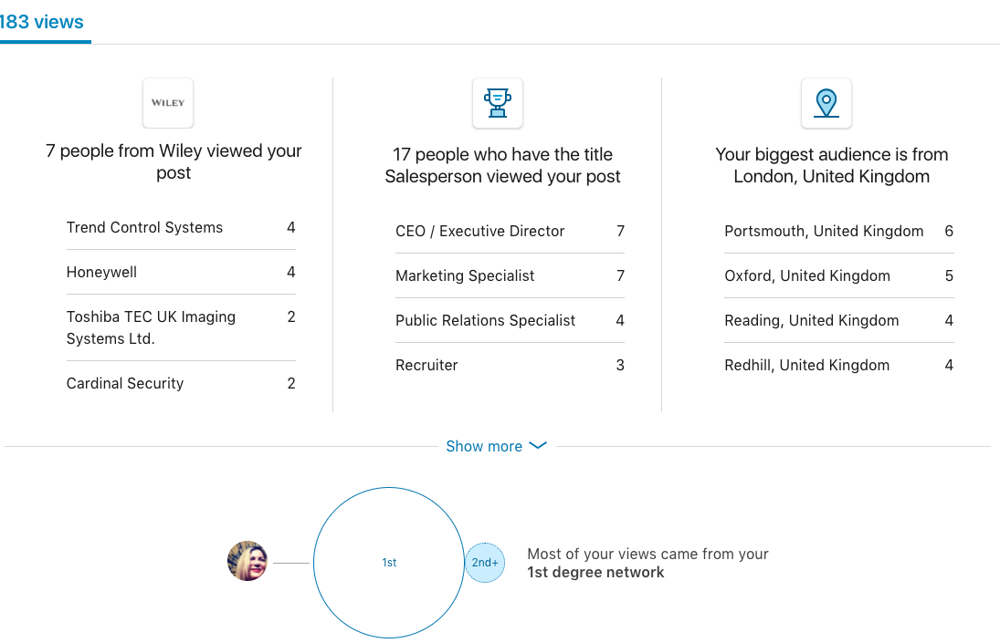 183 views
WILEY
7 people from Wiley viewed your
post
Trend Control Systems 4
Honeywell 4
Toshiba TEC UK Imaging 2
Systems Ltd.
Cardinal Security 2
17 people who have the title
Salesperson viewed your post
CEO / Executive Director 7
Marketing Specialist 7
Public Relations Specialist 4
Recruiter 3
Your biggest audience is from
London, United Kingdom
Portsmouth, United Kingdom 6
Oxford, United Kingdom 5
Reading, United Kingdom 4
Redhill, United Kingdom 4
Show more
1st
2nd+
Most of your views came from your
1st degree network